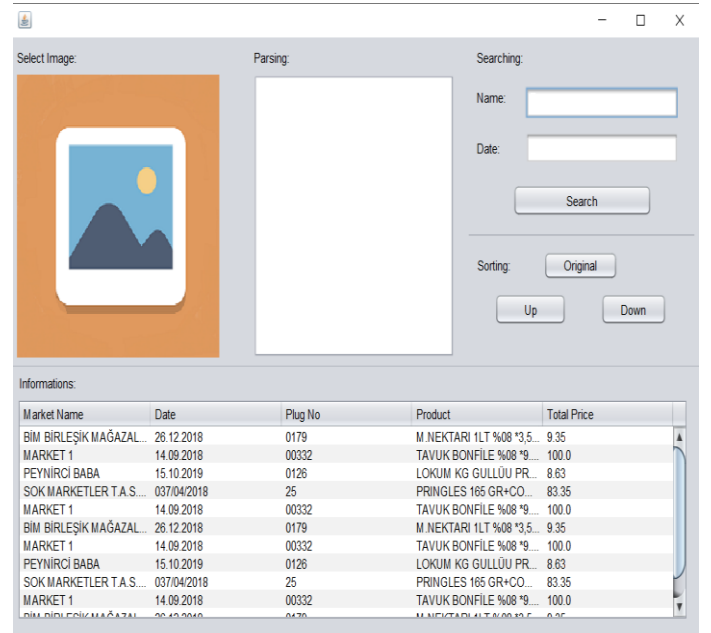 Select Image:
Parsing:
Searching:
Name:
Date:
Search
Sorting:
Original
Up
Down
Informations:
Market Name Date Plug No Product Total Price
BİM BİRLEŞİK MAĞAZAL... 26.12.2018 0179 M.NEKTARI 1LT %08 *3,5... 9.35
MARKET 1 14.09.2018 00332 TAVUK BONFİLE %08 *9.... 100.0
PEYNİRCİ BABA 15.10.2019 0126 LOKUM KG GULLÜU PR... 8.63
SOK MARKETLER T.A.S.... 037/04/2018 25 PRINGLES 165 GR+CO... 83.35
MARKET 1 14.09.2018 00332 TAVUK BONFİLE %08 *9.... 100.0
BİM BİRLEŞİK MAĞAZAL... 26.12.2018 0179 M.NEKTARI 1LT %08 *3,5... 9.35
MARKET 1 14.09.2018 00332 TAVUK BONFİLE %08 *9.... 100.0
PEYNİRCİ BABA 15.10.2019 0126 LOKUM KG GULLÜU PR... 8.63
SOK MARKETLER T.A.S.... 037/04/2018 25 PRINGLES 165 GR+CO... 83.35
MARKET 1 14.09.2018 00332 TAVUK BONFİLE %08 *9.... 100.0